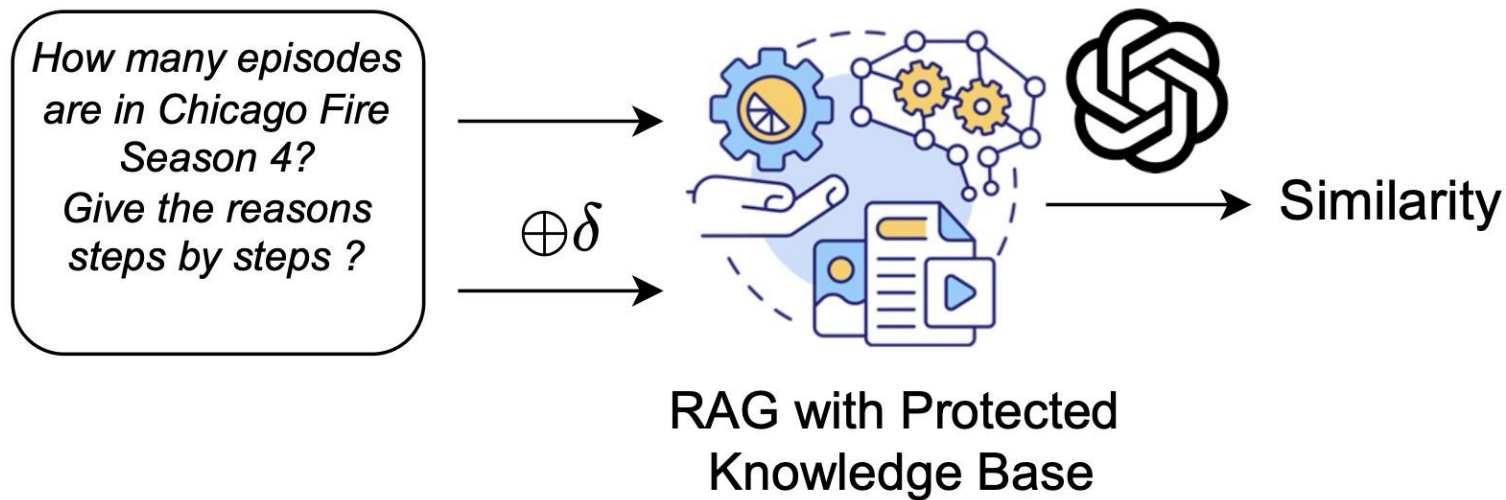 How many episodes
are in Chicago Fire
Season 4?
Give the reasons
steps by steps ?
⊕δ
Similarity
RAG with Protected
Knowledge Base